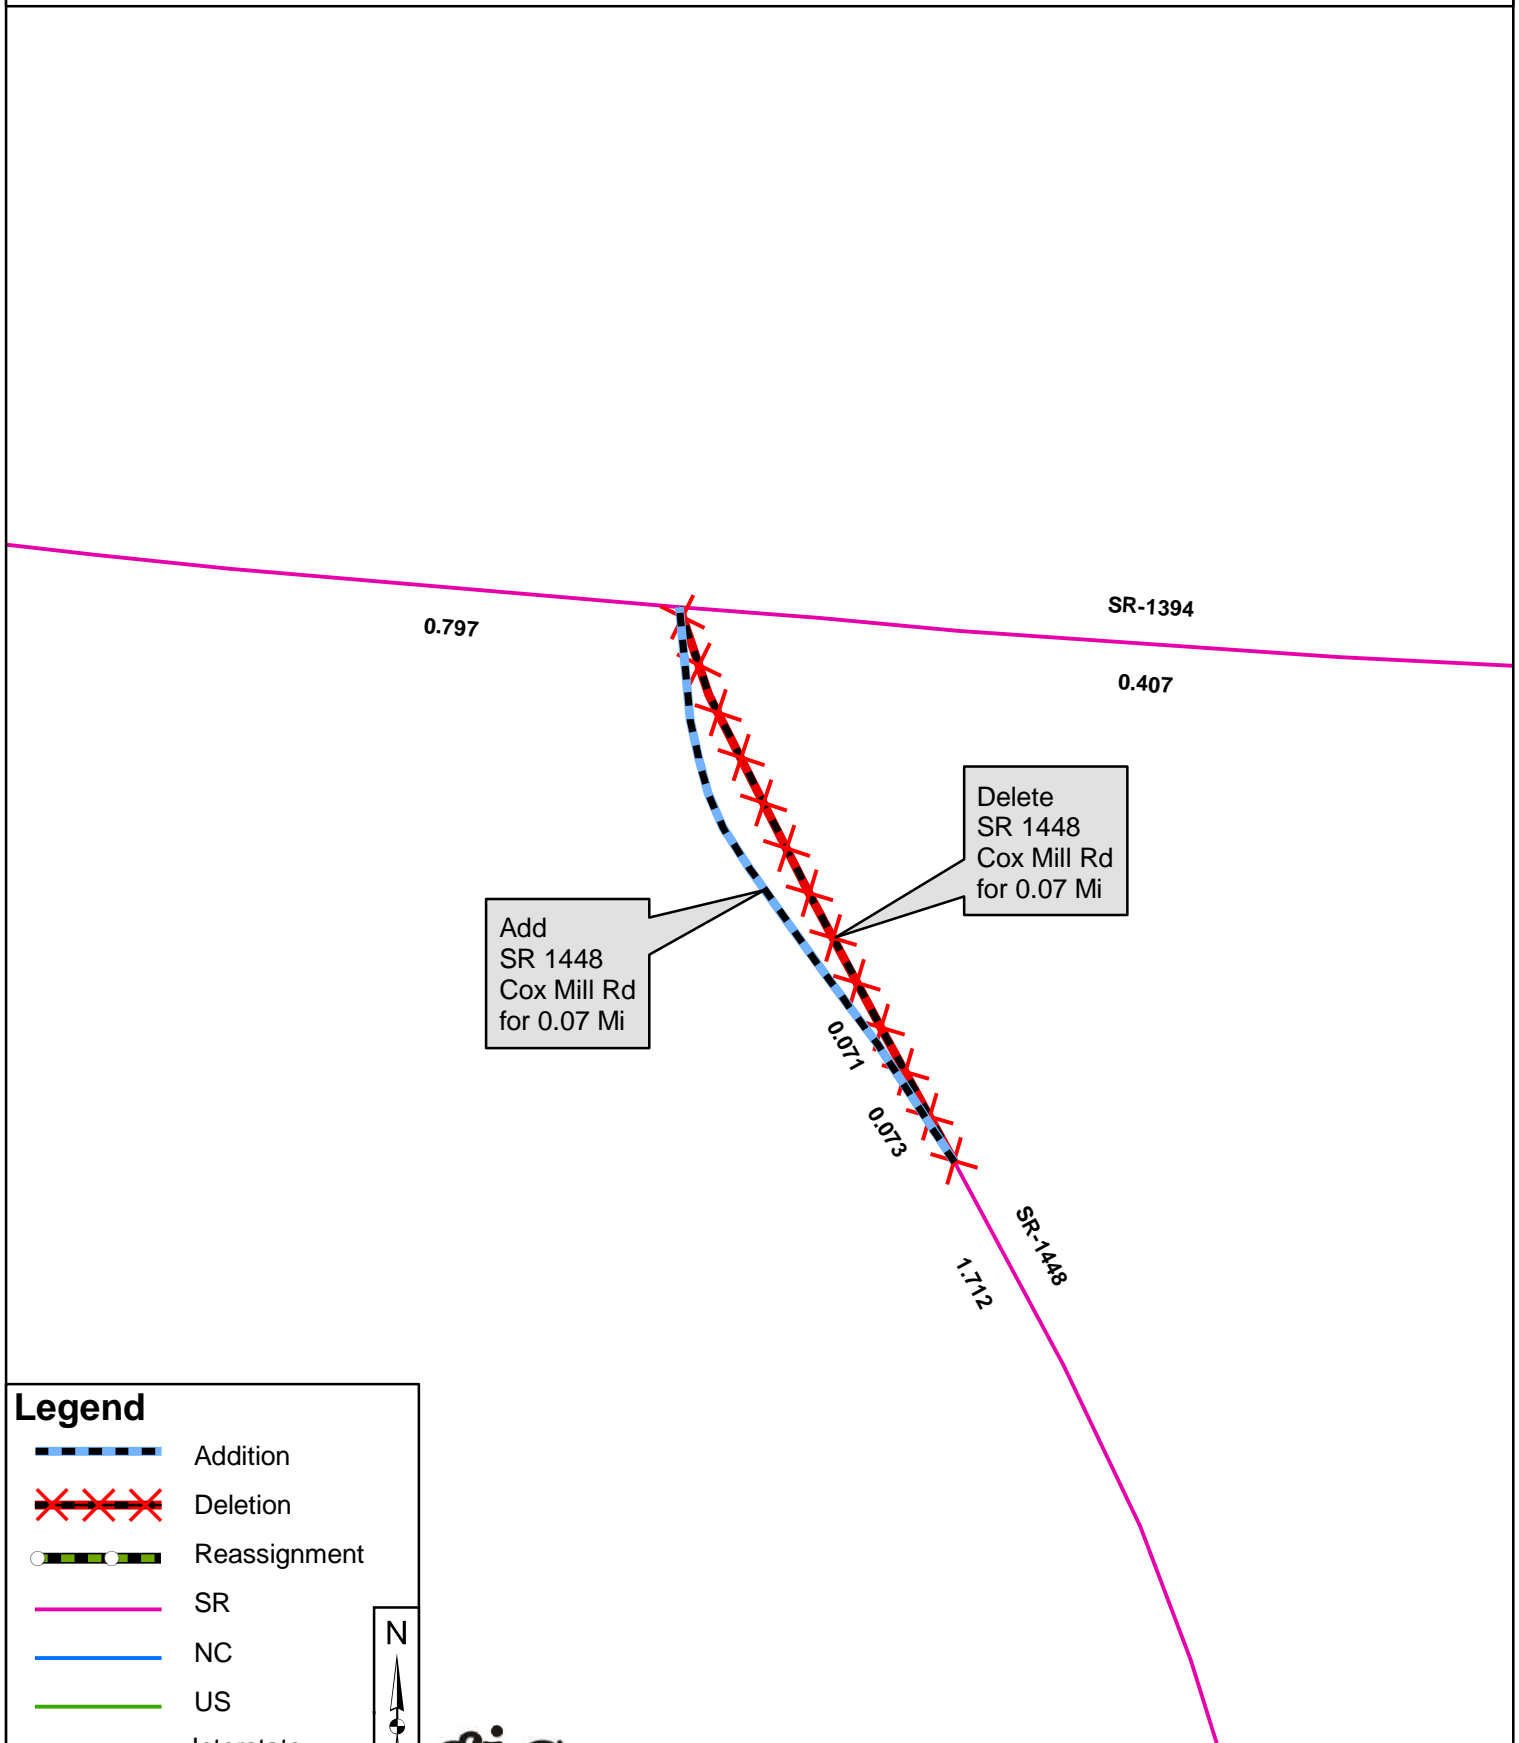 SR-1394
0.797
0.407
Delete
SR 1448
Cox Mill Rd
for 0.07 Mi
Add
SR 1448
Cox Mill Rd
for 0.07 Mi
0.071
0.073
SR-1448
1.712
Legend
Addition
Deletion
Reassignment
SR
N
NC
US
Interstate